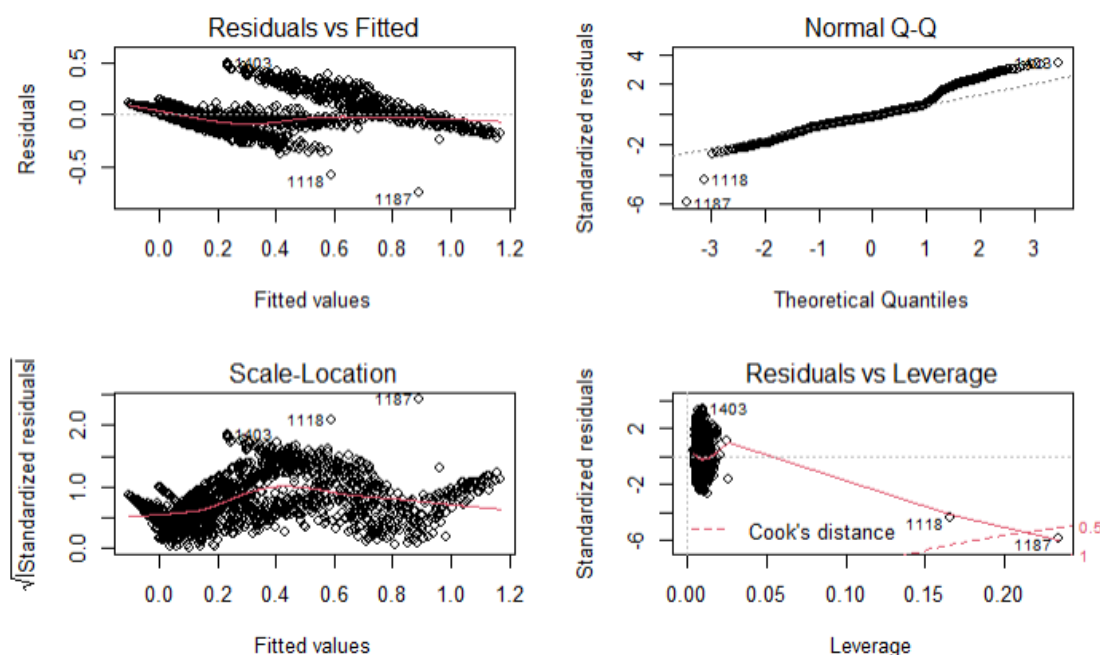 Residuals vs Fitted
Residuals
0.5
0.0
-0.5
1403
1118
1187
0.0 0.2 0.4 0.6 0.8 1.0 1.2
Fitted values
Normal Q-Q
Standardized residuals
4
2
-2
-6
1403
1118
1187
-3 -2 -1 0 1 2 3
Theoretical Quantiles
Scale-Location
√|Standardized residuals|
2.0
1.0
0.0
1403
1118
1187
0.0 0.2 0.4 0.6 0.8 1.0 1.2
Fitted values
Residuals vs Leverage
Standardized residuals
2
-2
-6
1403
1118
1187
Cook's distance
0.5
1
0.00 0.05 0.10 0.15 0.20
Leverage